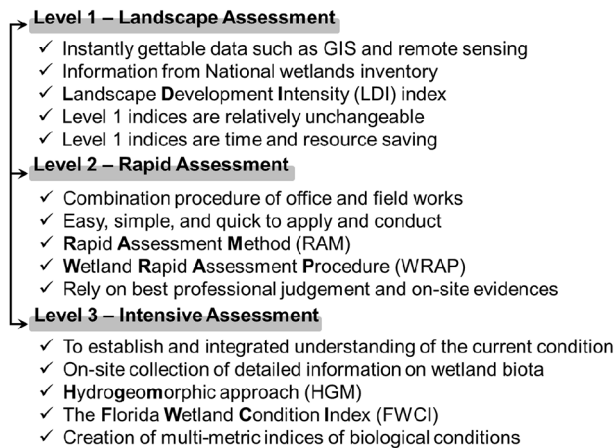 Level 1 – Landscape Assessment
✓ Instantly gettable data such as GIS and remote sensing
✓ Information from National wetlands inventory
✓ Landscape Development Intensity (LDI) index
✓ Level 1 indices are relatively unchangeable
✓ Level 1 indices are time and resource saving
Level 2 – Rapid Assessment
✓ Combination procedure of office and field works
✓ Easy, simple, and quick to apply and conduct
✓ Rapid Assessment Method (RAM)
✓ Wetland Rapid Assessment Procedure (WRAP)
✓ Rely on best professional judgement and on-site evidences
Level 3 – Intensive Assessment
✓ To establish and integrated understanding of the current condition
✓ On-site collection of detailed information on wetland biota
✓ Hydrogeomorphic approach (HGM)
✓ The Florida Wetland Condition Index (FWCI)
✓ Creation of multi-metric indices of biological conditions